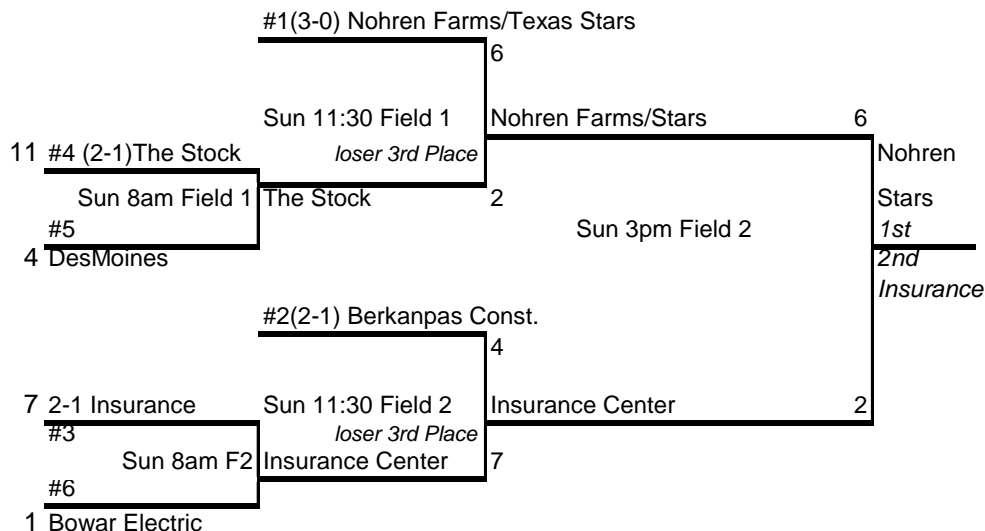 #1(3-0) Nohren Farms/Texas Stars
6
Sun 11:30 Field 1 Nohren Farms/Stars 6
11 #4 (2-1)The Stock loser 3rd Place Nohren
Sun 8am Field 1 The Stock 2 Stars
#5 Sun 3pm Field 2 1st
4 DesMoines 2nd
Insurance
#2(2-1) Berkanpas Const.
4
7 2-1 Insurance Sun 11:30 Field 2 Insurance Center 2
#3 loser 3rd Place
Sun 8am F2 Insurance Center 7
#6
1 Bowar Electric